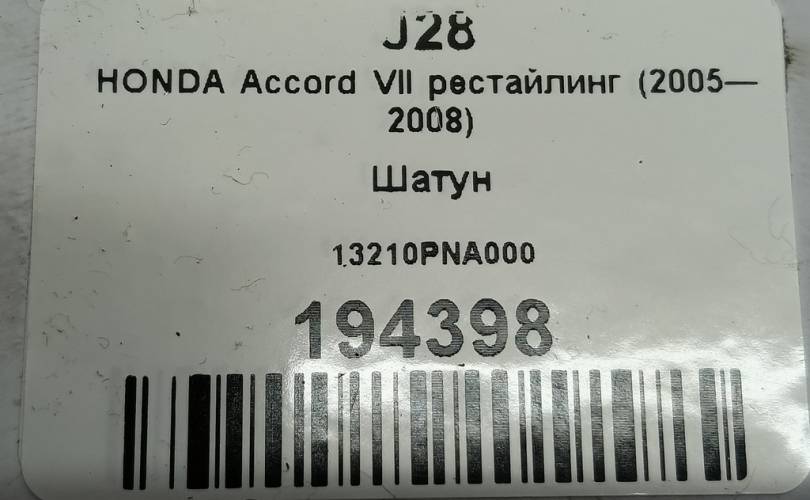 J28
HONDA Accord VII рестайлинг (2005—
2008)
Шатун
13210PNA000
194398